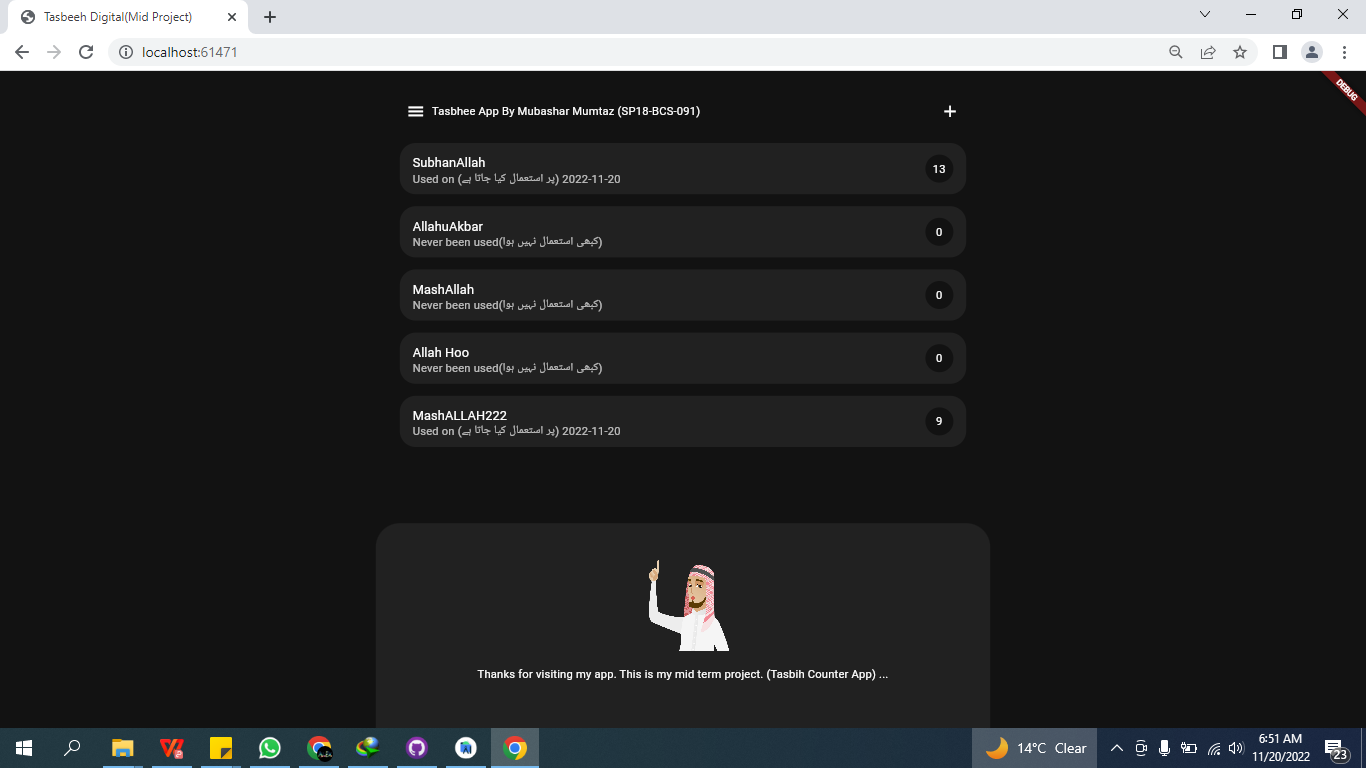 Tasbeeh Digital(Mid Project)
localhost:61471
DEBUG
Tasbhee App By Mubashar Mumtaz (SP18-BCS-091)
SubhanAllah
13
Used on (پر استعمال کیا جاتا ہے) 2022-11-20
AllahuAkbar
0
Never been used(کبھی استعمال نہیں ہوا)
MashAllah
0
Never been used(کبھی استعمال نہیں ہوا)
Allah Hoo
0
Never been used(کبھی استعمال نہیں ہوا)
MashALLAH222
9
Used on (پر استعمال کیا جاتا ہے) 2022-11-20
Thanks for visiting my app. This is my mid term project. (Tasbih Counter App) ...
14°C Clear
6:51 AM
11/20/2022
23